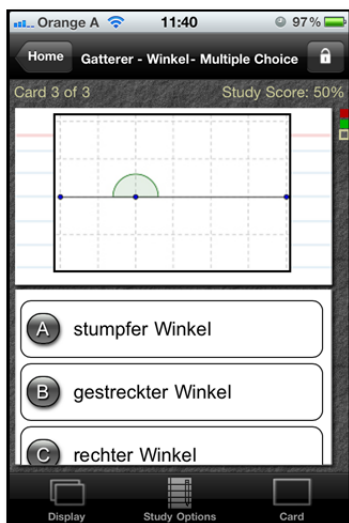 Orange A 11:40 97%
Home Gatterer - Winkel- Multiple Choice
Card 3 of 3 Study Score: 50%
A stumpfer Winkel
B gestreckter Winkel
C rechter Winkel
Display Study Options Card